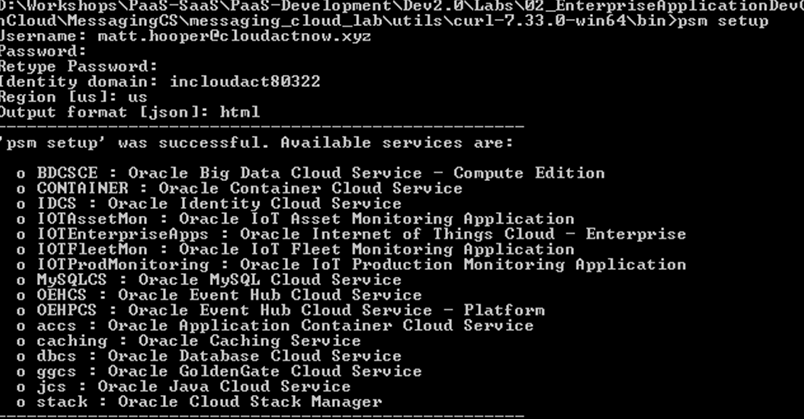 D:\Workshops\PaaS-SaaS\PaaS-Development\Dev2.0\Labs\02_EnterpriseApplicationDev
nCloud\MessagingCS\messaging_cloud_lab\utils\curl-7.33.0-win64\bin>psm setup
Username: matt.hooper@cloudactnow.xyz
Password:
Retype Password:
Identity domain: incloudact80322
Region [us]: us
Output format [json]: html
----------------------------------------------------
'psm setup' was successful. Available services are:
o BDCSCE : Oracle Big Data Cloud Service - Compute Edition
o CONTAINER : Oracle Container Cloud Service
o IDCS : Oracle Identity Cloud Service
o IOTAssetMon : Oracle IoT Asset Monitoring Application
o IOTEnterpriseApps : Oracle Internet of Things Cloud - Enterprise
o IOTFleetMon : Oracle IoT Fleet Monitoring Application
o IOTProdMonitoring : Oracle IoT Production Monitoring Application
o MySQLCS : Oracle MySQL Cloud Service
o OEHCS : Oracle Event Hub Cloud Service
o OEHPCS : Oracle Event Hub Cloud Service - Platform
o accs : Oracle Application Container Cloud Service
o caching : Oracle Caching Service
o dbcs : Oracle Database Cloud Service
o ggcs : Oracle GoldenGate Cloud Service
o jcs : Oracle Java Cloud Service
o stack : Oracle Cloud Stack Manager
----------------------------------------------------